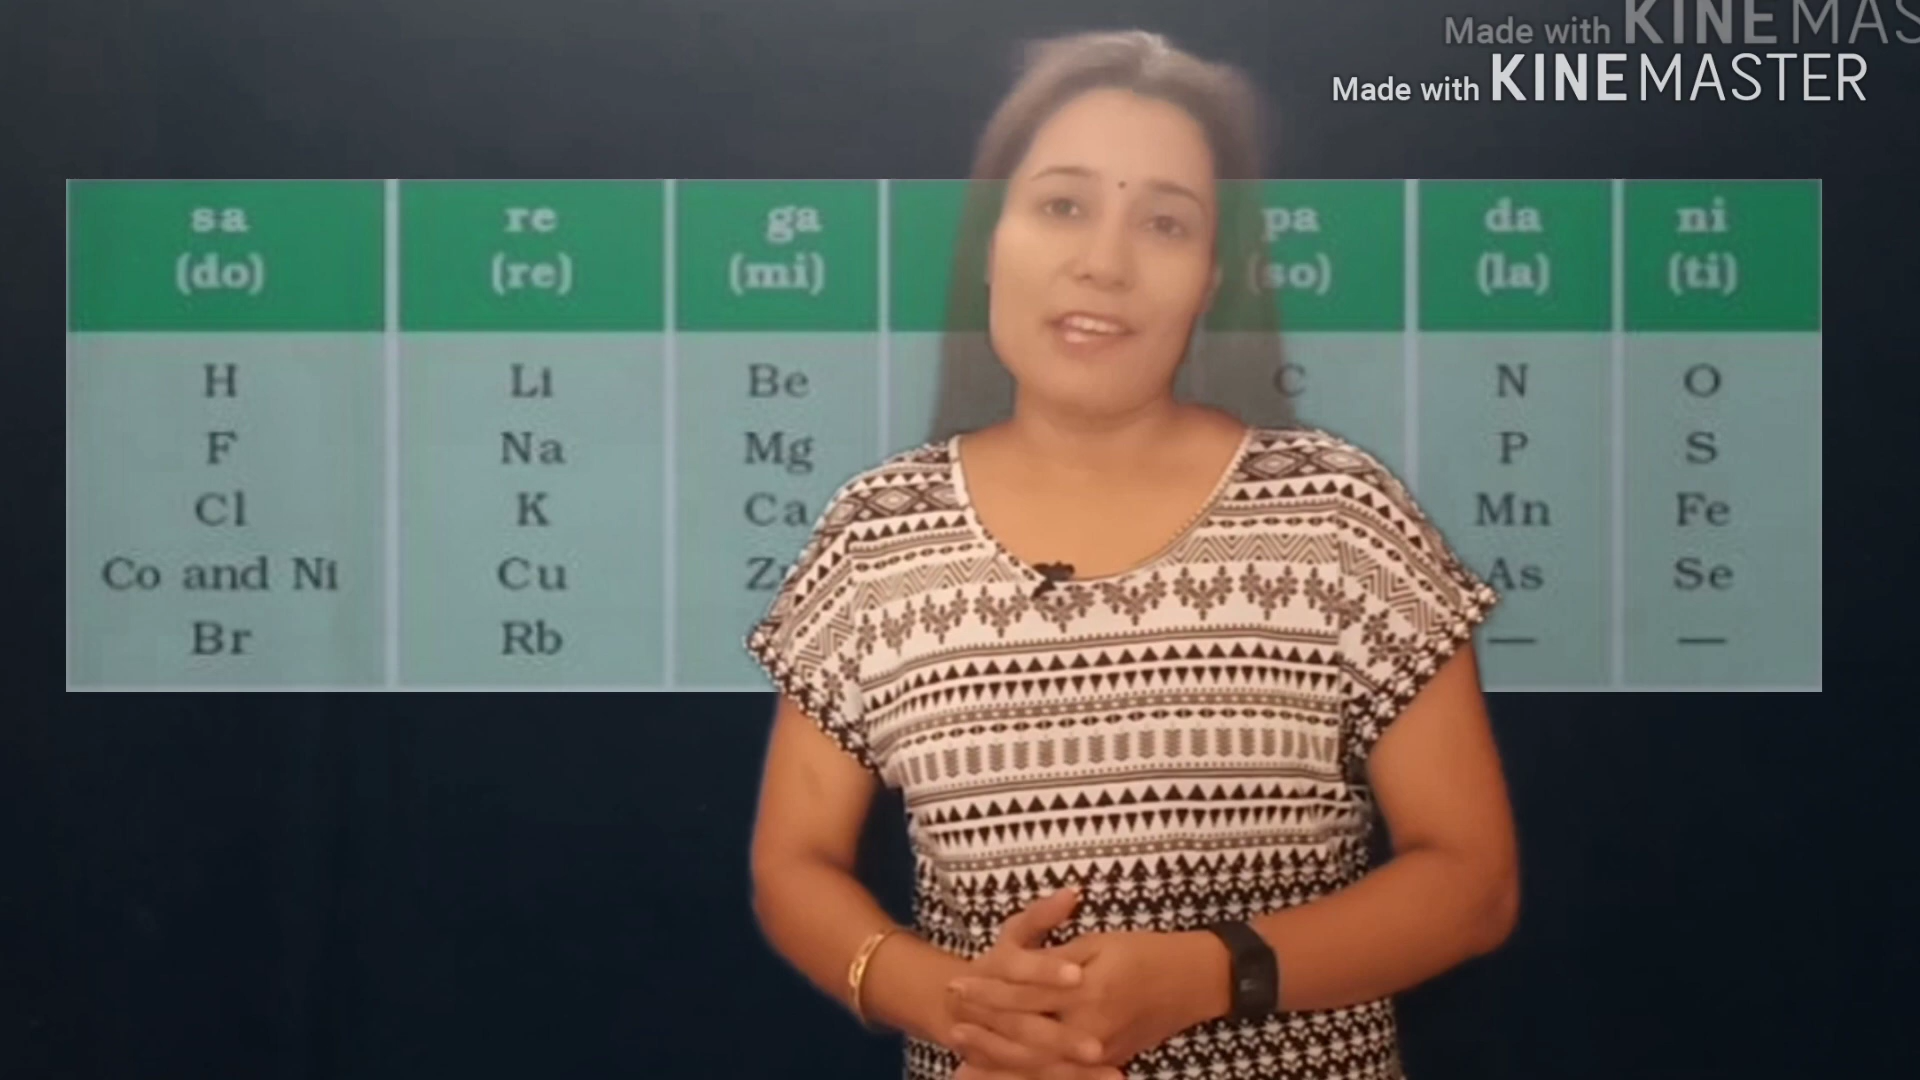 Made with KINEMAS
Made with KINEMASTER
sa re ga pa da ni
(do) (re) (mi) (so) (la) (ti)
H Li Be C N O
F Na Mg P S
Cl K Ca Mn Fe
Co and Ni Cu As Se
Br Rb — —